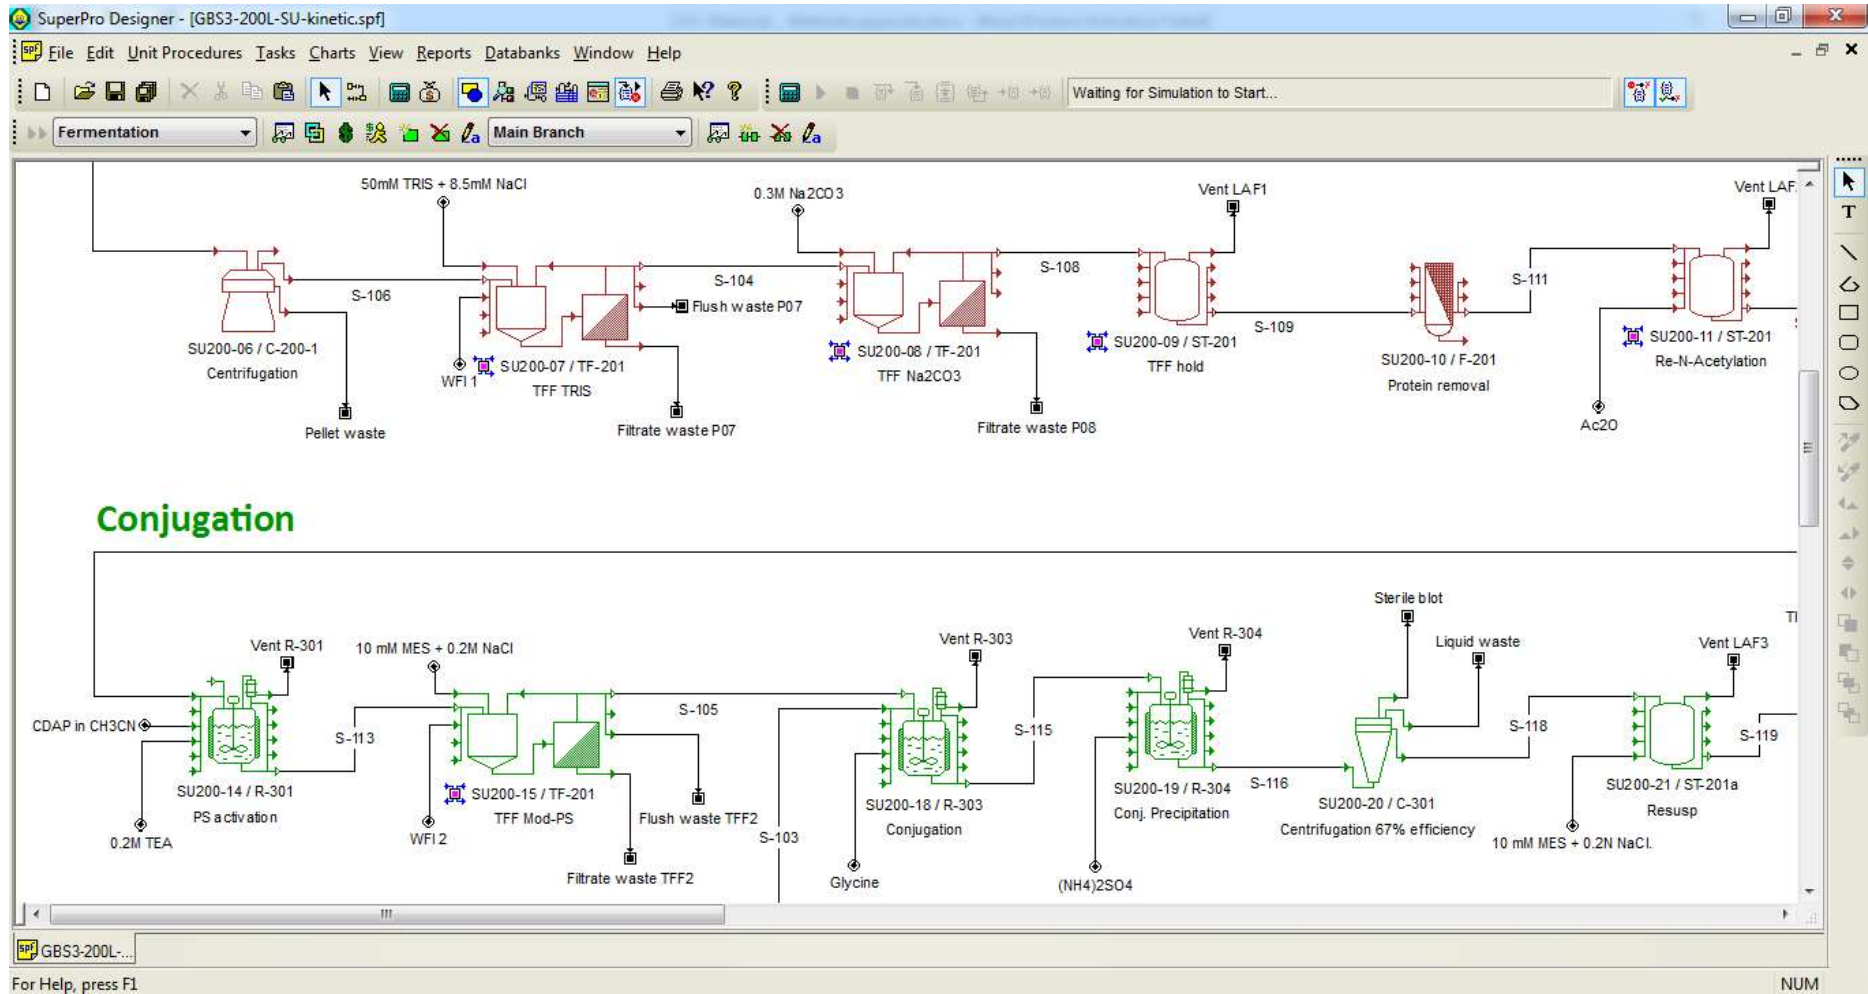 SuperPro Designer - [GBS3-200L-SU-kinetic.spf]
File Edit Unit Procedures Tasks Charts View Reports Databanks Window Help
Waiting for Simulation to Start...
Fermentation
Main Branch
50mM TRIS + 8.5mM NaCl
0.3M Na2CO3
Vent LAF1
Vent LAF
S-106
S-104
Flush waste P07
S-108
S-109
S-111
SU200-06 / C-200-1
Centrifugation
WFI 1
SU200-07 / TF-201
TFF TRIS
SU200-08 / TF-201
TFF Na2CO3
SU200-09 / ST-201
TFF hold
SU200-10 / F-201
Protein removal
SU200-11 / ST-201
Re-N-Acetylation
Pellet waste
Filtrate waste P07
Filtrate waste P08
Ac2O
Conjugation
Sterile blot
Liquid waste
Vent R-301
10 mM MES + 0.2M NaCl
Vent R-303
Vent R-304
Vent LAF3
CDAP in CH3CN
S-113
S-105
S-115
S-118
S-119
SU200-14 / R-301
PS activation
0.2M TEA
WFI 2
SU200-15 / TF-201
TFF Mod-PS
Flush waste TFF2
Filtrate waste TFF2
S-103
SU200-18 / R-303
Conjugation
Glycine
SU200-19 / R-304
Conj. Precipitation
(NH4)2SO4
S-116
SU200-20 / C-301
Centrifugation 67% efficiency
SU200-21 / ST-201a
Resusp
10 mM MES + 0.2N NaCl.
GBS3-200L-...
For Help, press F1
NUM